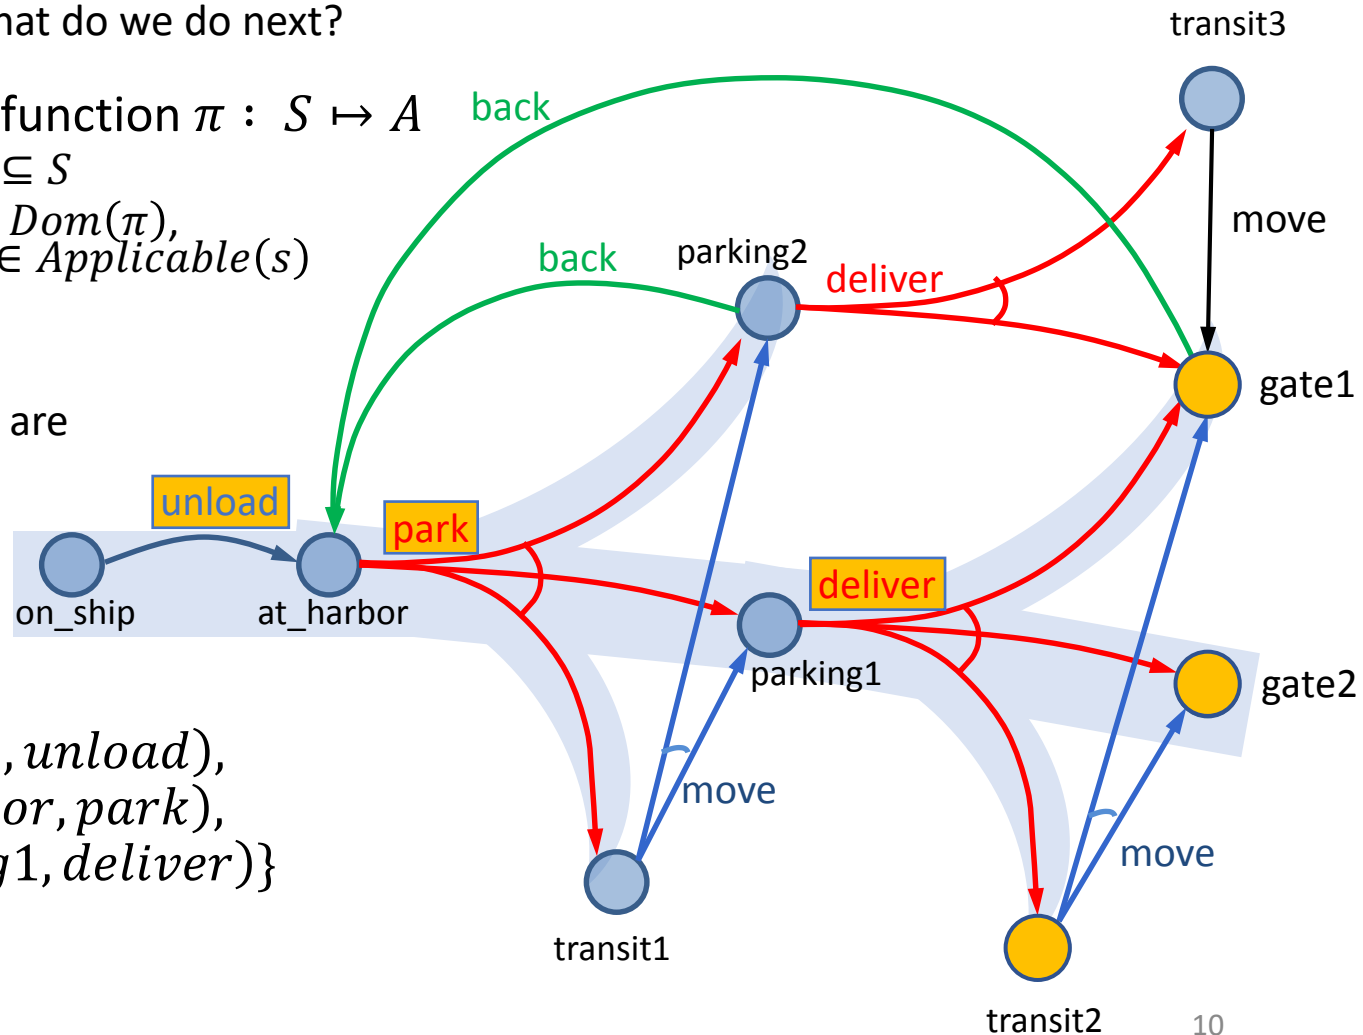 hat do we do next?
transit3
function π : S ↦ A
back
⊆ S
Dom(π),
∈ Applicable(s)
move
parking2
back
deliver
gate1
are
unload
park
deliver
on_ship
at_harbor
parking1
gate2
, unload),
or, park),
g1, deliver)}
move
move
transit1
transit2
10